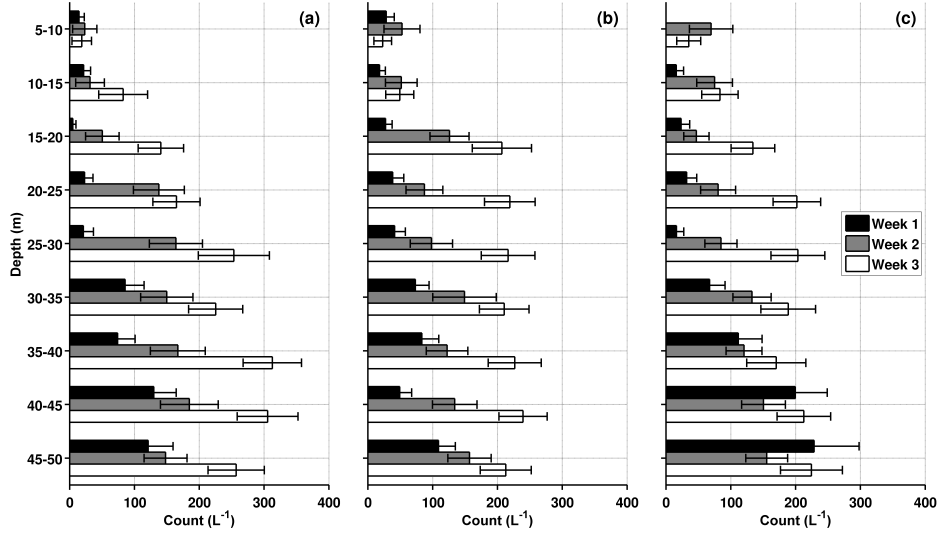 (a) (b) (c)
5-10
10-15
15-20
20-25
25-30
30-35
35-40
40-45
45-50
Depth (m)
Week 1
Week 2
Week 3
0 100 200 300 400 0 100 200 300 400 0 100 200 300 400
Count (L⁻¹) Count (L⁻¹) Count (L⁻¹)